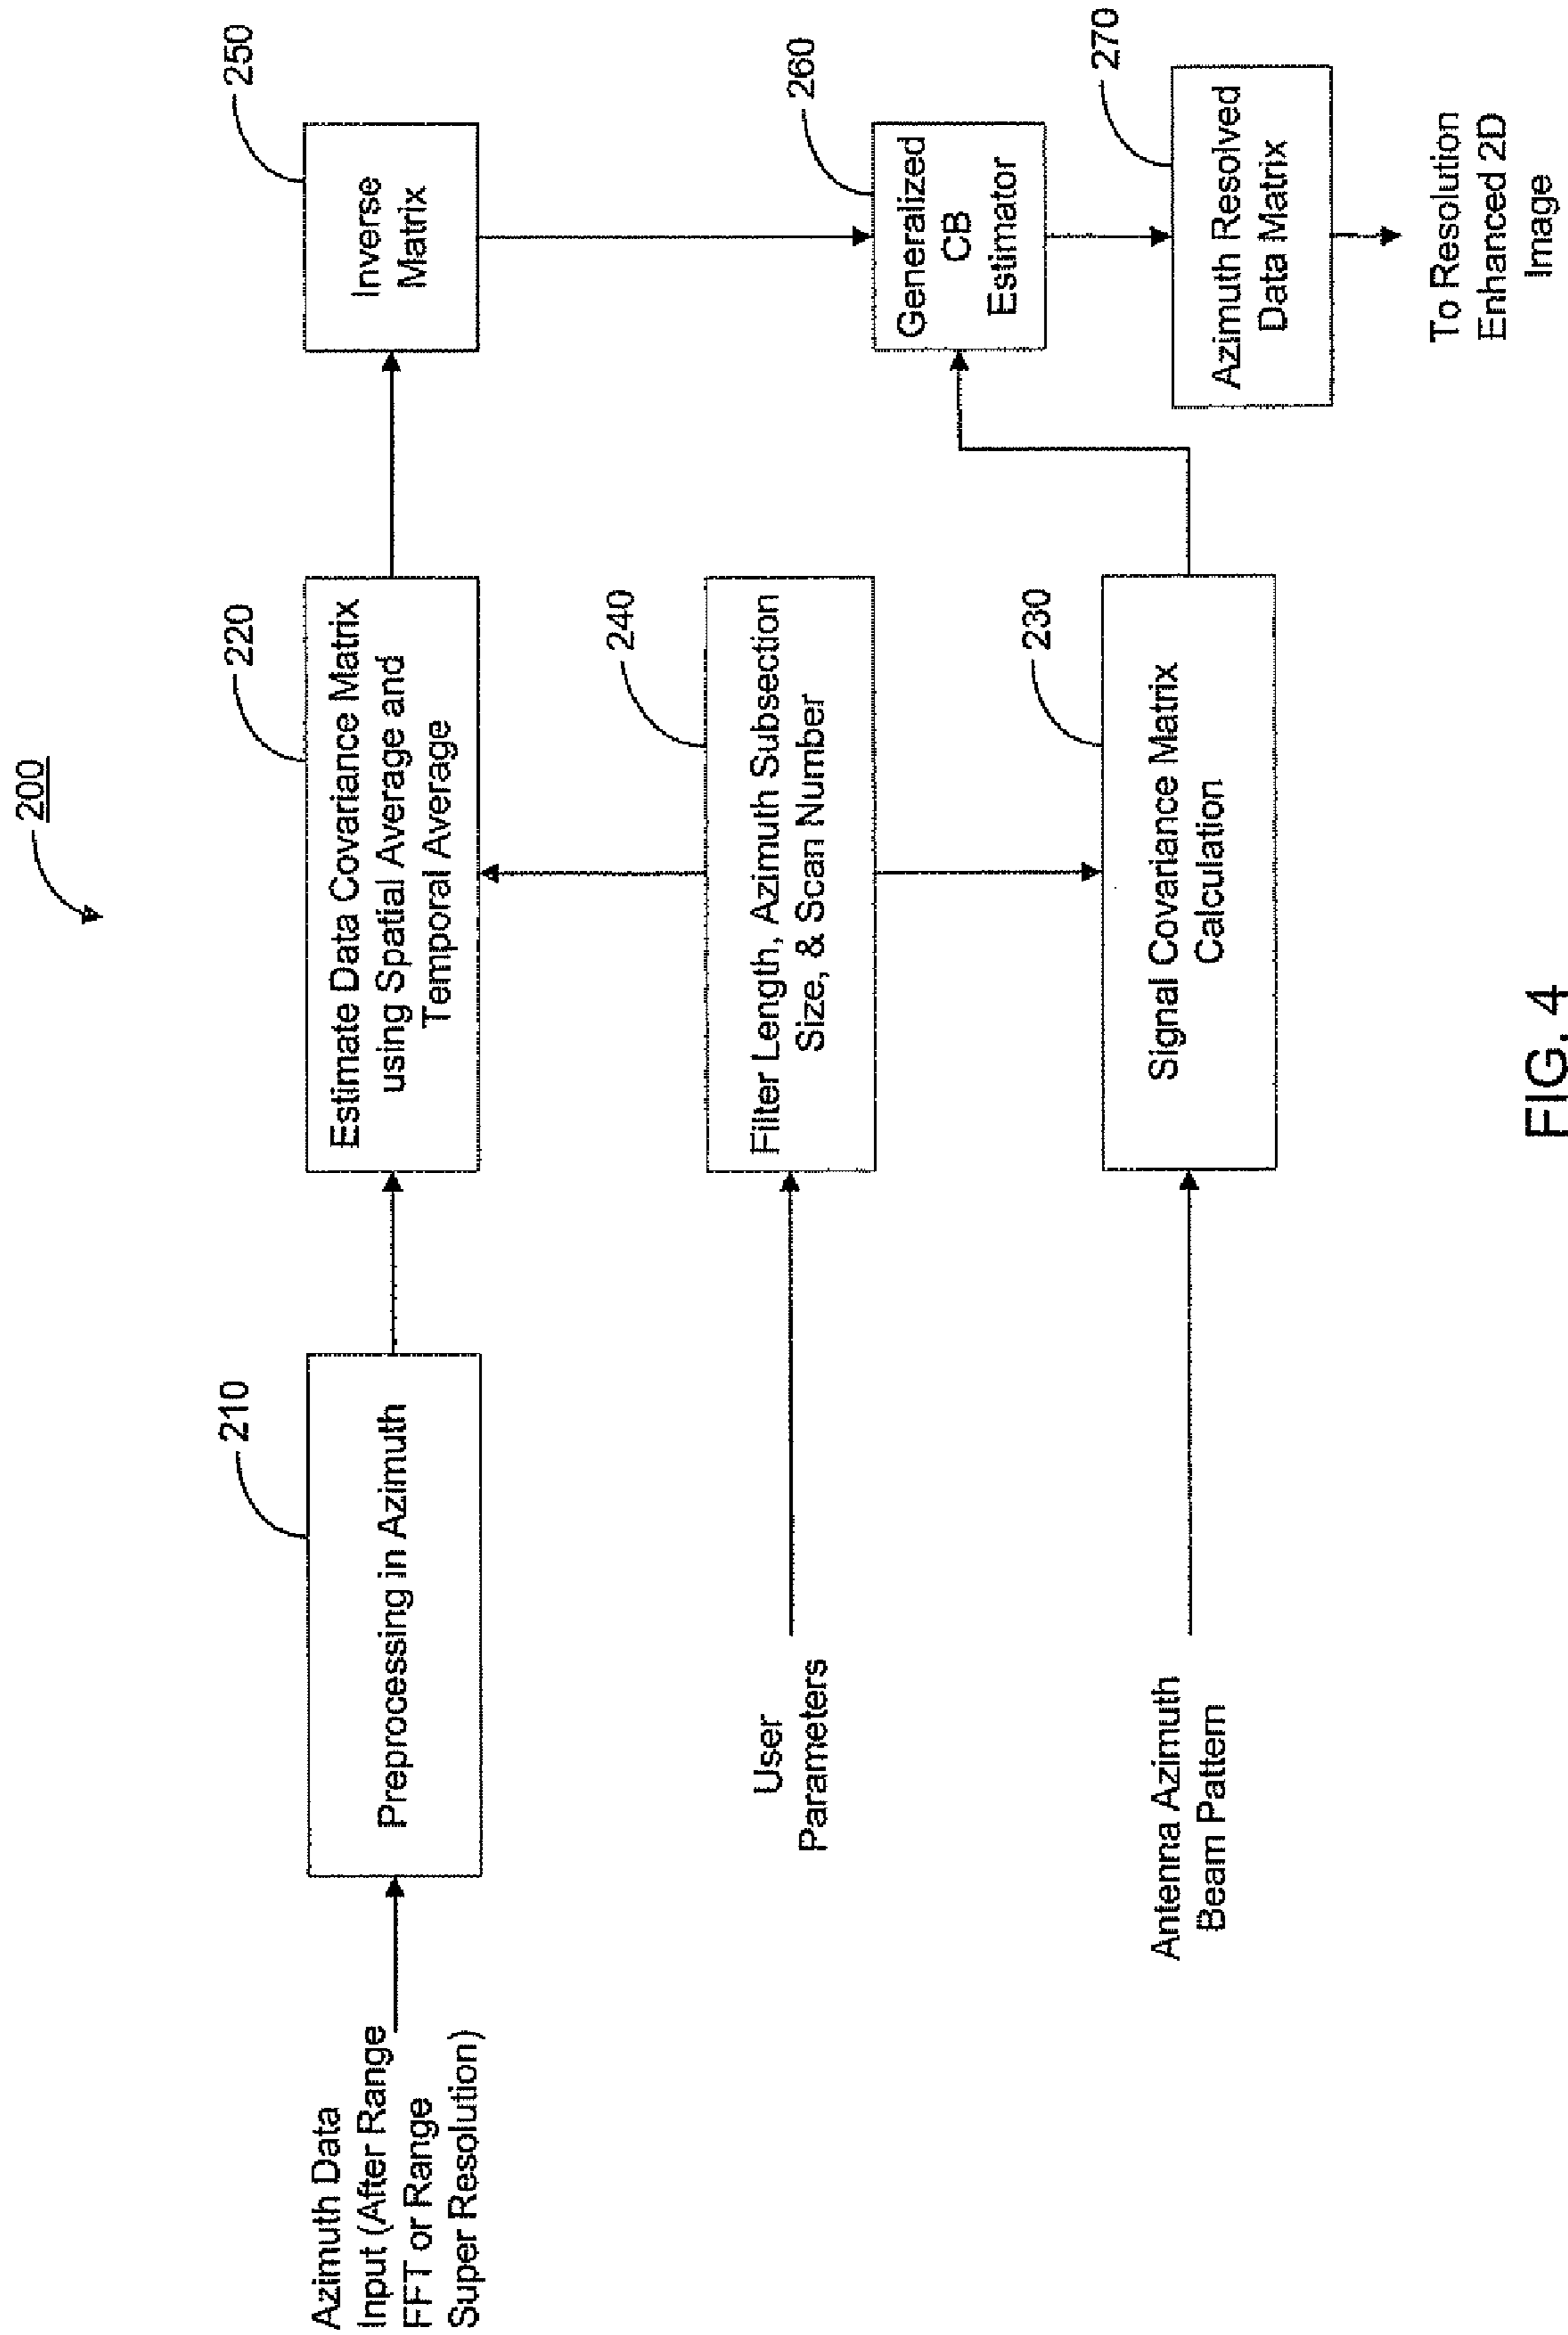 200
Azimuth Data
Input (After Range
FFT or Range
Super Resolution)
210
Preprocessing in Azimuth
220
Estimate Data Covariance Matrix
using Spatial Average and
Temporal Average
250
Inverse
Matrix
User
Parameters
240
Filter Length, Azimuth Subsection
Size, & Scan Number
260
Generalized
CB
Estimator
Antenna Azimuth
Beam Pattern
230
Signal Covariance Matrix
Calculation
270
Azimuth Resolved
Data Matrix
To Resolution
Enhanced 2D
Image
FIG. 4